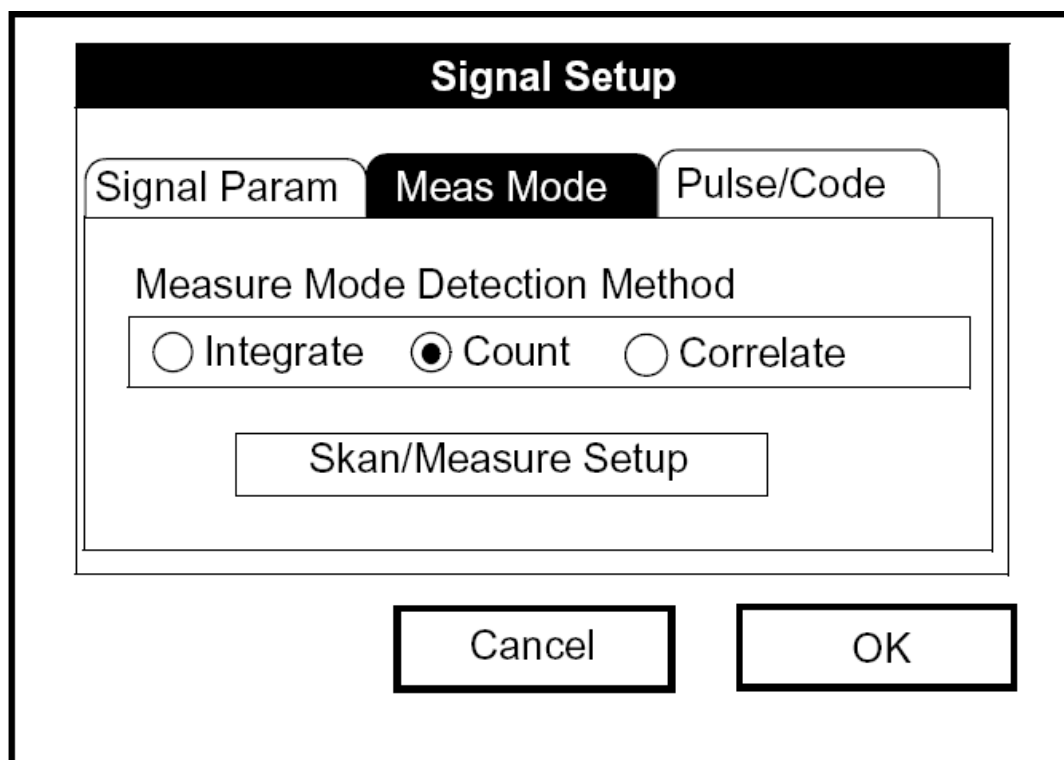 Signal Setup
Signal Param Meas Mode Pulse/Code
Measure Mode Detection Method
Integrate Count Correlate
Skan/Measure Setup
Cancel OK